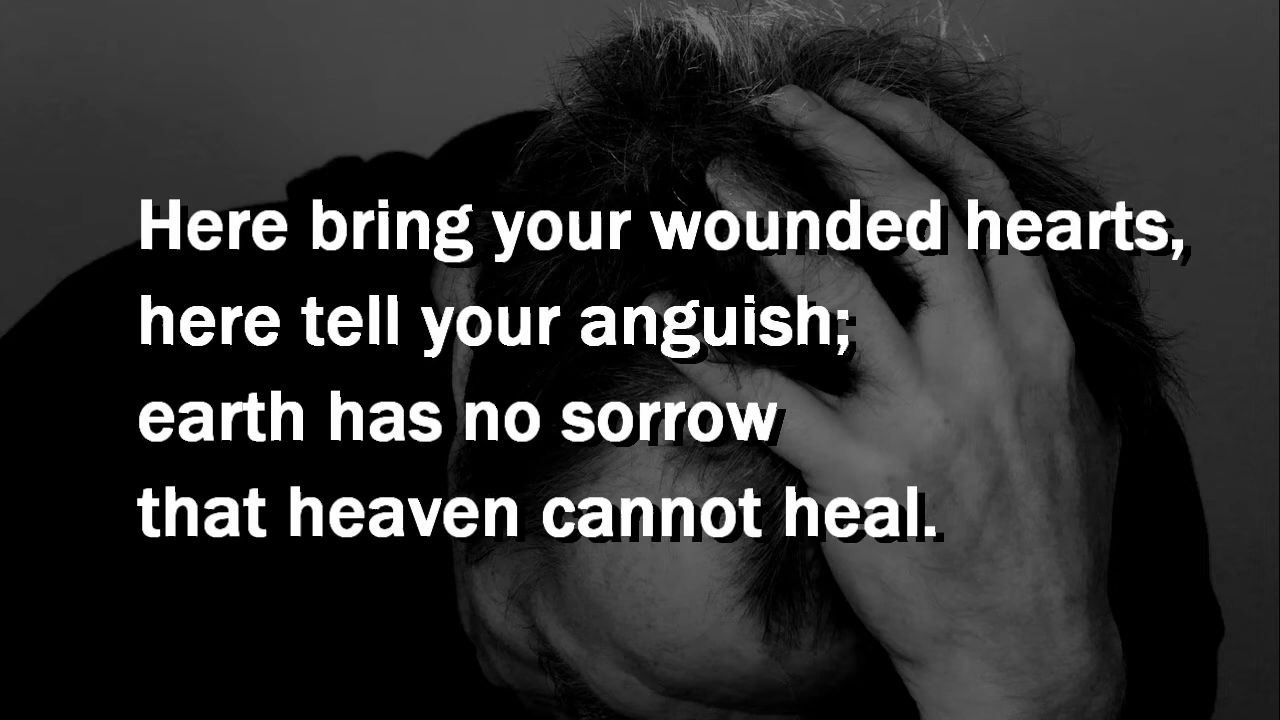 Here bring your wounded hearts,
here tell your anguish;
earth has no sorrow
that heaven cannot heal.